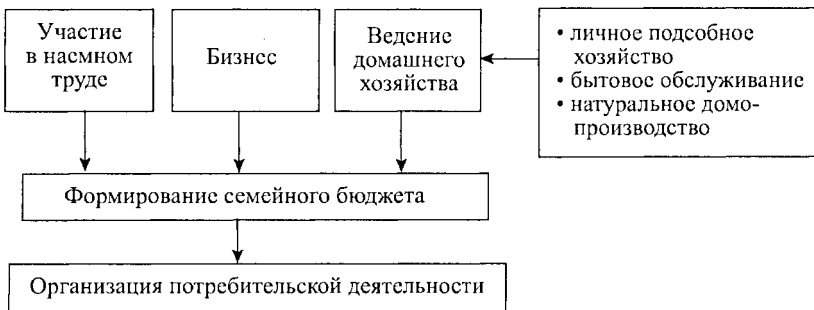 Участие
в наемном
труде
Бизнес
Ведение
домашнего
хозяйства
• личное подсобное
хозяйство
• бытовое обслуживание
• натуральное домо-
производство
Формирование семейного бюджета
Организация потребительской деятельности